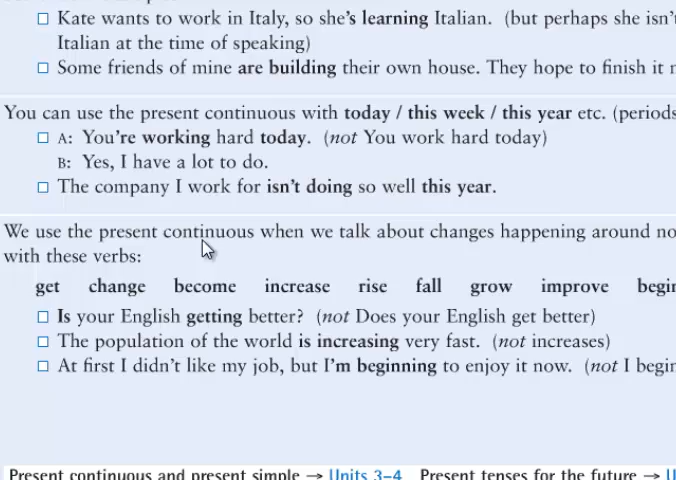 Kate wants to work in Italy, so she's learning Italian. (but perhaps she isn't
Italian at the time of speaking)
Some friends of mine are building their own house. They hope to finish it
You can use the present continuous with today / this week / this year etc. (periods
A: You're working hard today. (not You work hard today)
B: Yes, I have a lot to do.
The company I work for isn't doing so well this year.
We use the present continuous when we talk about changes happening around
with these verbs:
get change become increase rise fall grow improve begin
Is your English getting better? (not Does your English get better)
The population of the world is increasing very fast. (not increases)
At first I didn't like my job, but I'm beginning to enjoy it now. (not I begin
Present continuous and present simple → Units 3–4 Present tenses for the future →